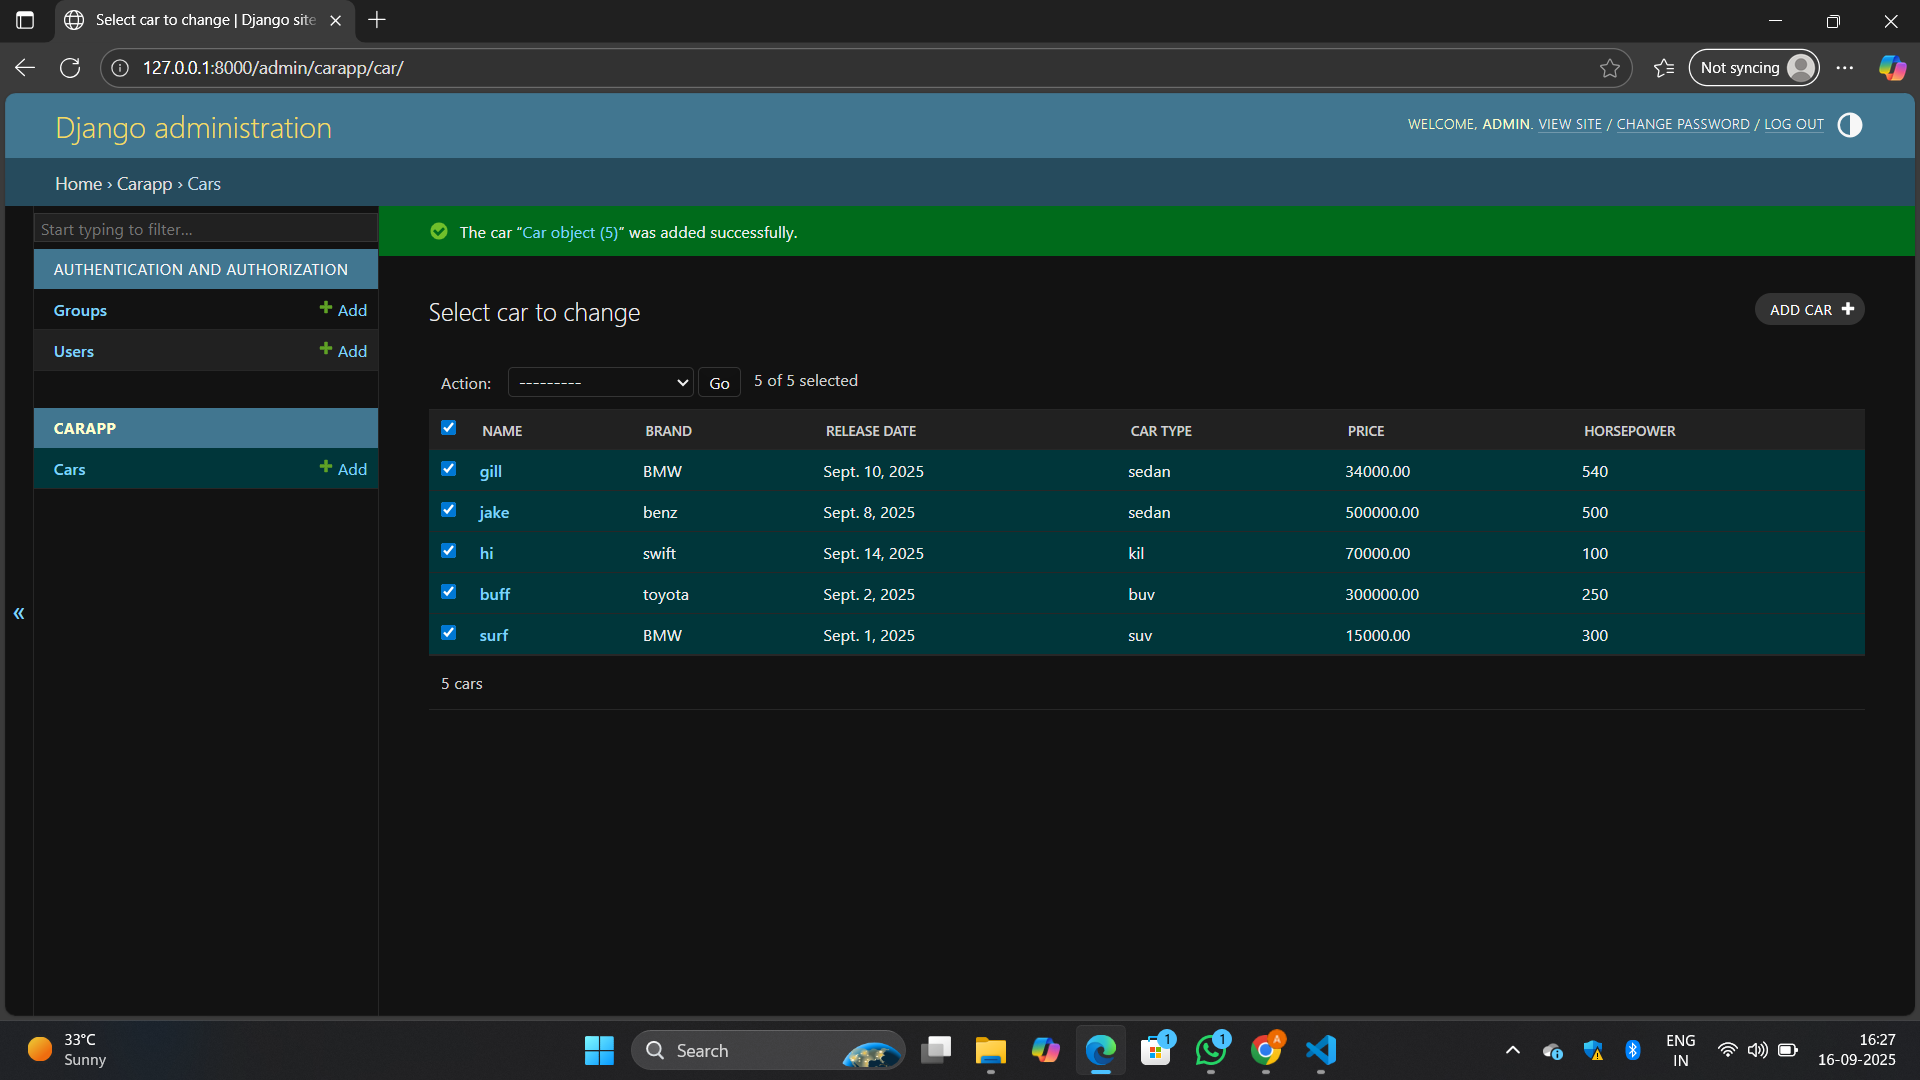 Select car to change | Django site
127.0.0.1:8000/admin/carapp/car/
Not syncing
Django administration
WELCOME, ADMIN. VIEW SITE / CHANGE PASSWORD / LOG OUT
Home › Carapp › Cars
Start typing to filter...
The car “Car object (5)” was added successfully.
AUTHENTICATION AND AUTHORIZATION
Groups Add
Users Add
CARAPP
Cars Add
«
Select car to change
ADD CAR
Action: --------- Go 5 of 5 selected
NAME BRAND RELEASE DATE CAR TYPE PRICE HORSEPOWER
gill BMW Sept. 10, 2025 sedan 34000.00 540
jake benz Sept. 8, 2025 sedan 500000.00 500
hi swift Sept. 14, 2025 kil 70000.00 100
buff toyota Sept. 2, 2025 buv 300000.00 250
surf BMW Sept. 1, 2025 suv 15000.00 300
5 cars
33°C
Sunny
Search
1
1
A
ENG
IN
16:27
16-09-2025